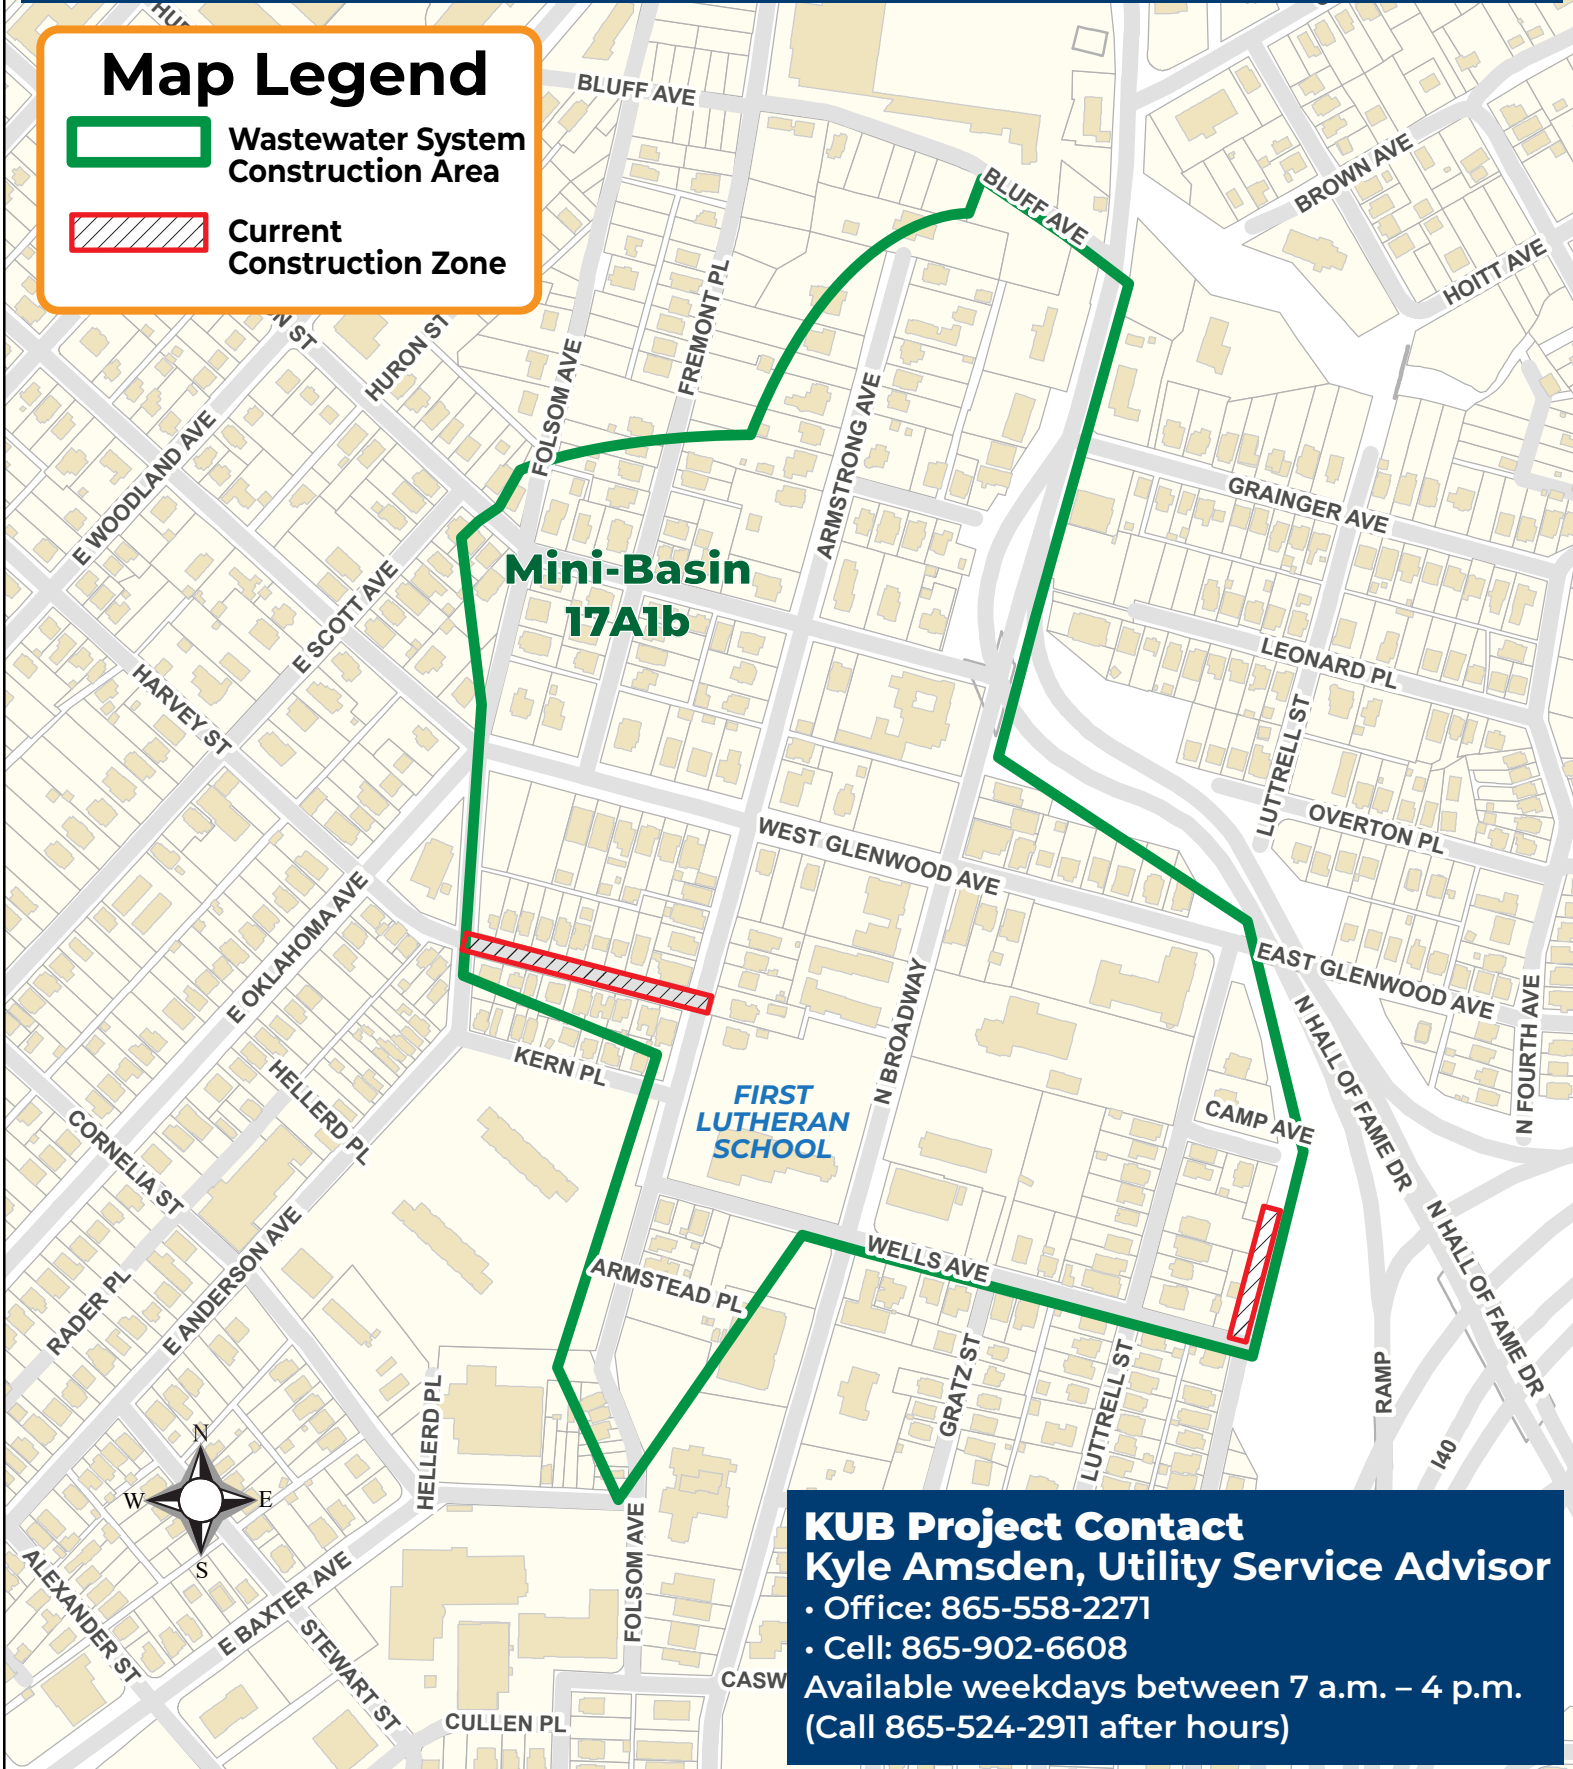 Map Legend
Wastewater System
Construction Area
Current
Construction Zone
HU
BLUFF AVE
BLUFF AVE
BROWN AVE
HOITT AVE
N ST
HURON ST
FOLSOM AVE
FREMONT PL
ARMSTRONG AVE
E WOODLAND AVE
GRAINGER AVE
Mini-Basin
17A1b
E SCOTT AVE
HARVEY ST
LEONARD PL
LUTTRELL ST
OVERTON PL
WEST GLENWOOD AVE
E OKLAHOMA AVE
EAST GLENWOOD AVE
N BROADWAY
N FOURTH AVE
N HALL OF FAME DR
KERN PL
HELLERD PL
FIRST
LUTHERAN
SCHOOL
CAMP AVE
CORNELIA ST
WELLS AVE
ARMSTEAD PL
N HALL OF FAME DR
RADER PL
E ANDERSON AVE
HELLERD PL
GRATZ ST
LUTTRELL ST
RAMP
I40
N
W
E
S
FOLSOM AVE
ALEXANDER ST
E BAXTER AVE
STEWART ST
CASW
CULLEN PL
KUB Project Contact
Kyle Amsden, Utility Service Advisor
• Office: 865-558-2271
• Cell: 865-902-6608
Available weekdays between 7 a.m. – 4 p.m.
(Call 865-524-2911 after hours)